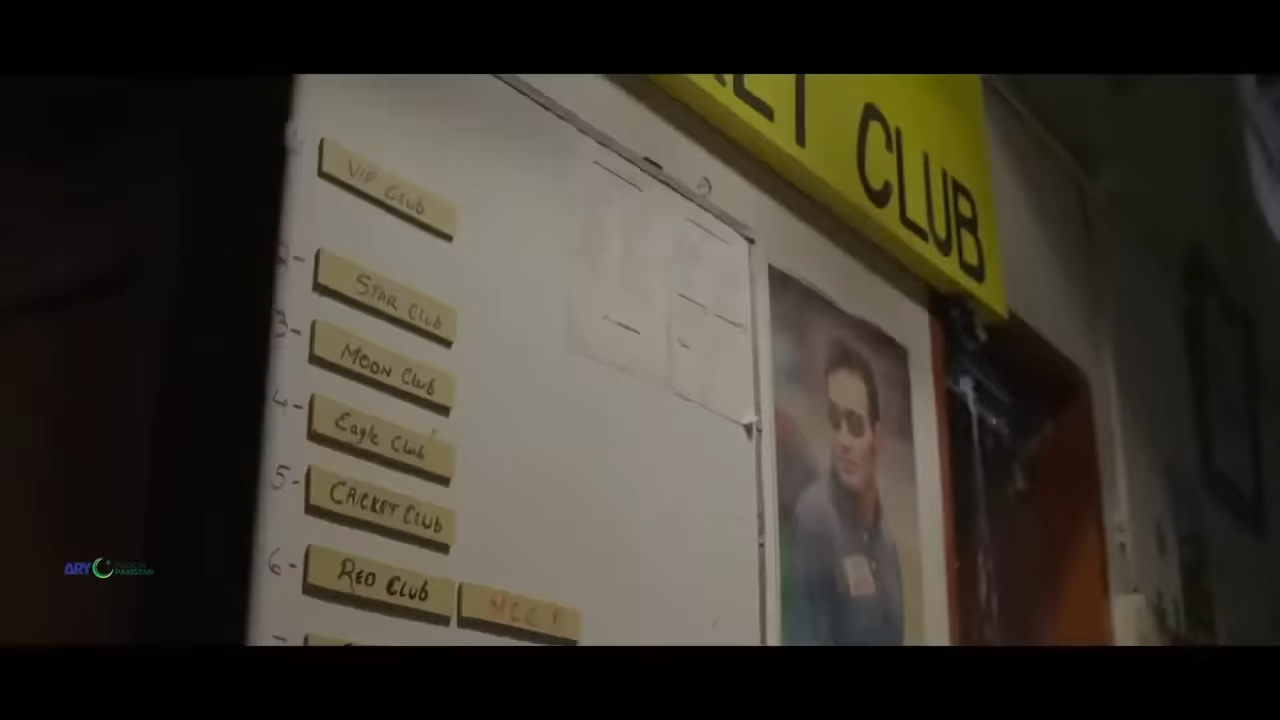 CLUB
VIP CLUB
2-
STAR CLUB
3-
MOON CLUB
4-
Eagle Club
5-
CRICKET CLUB
6-
RED CLUB
ARY
PAKISTAN